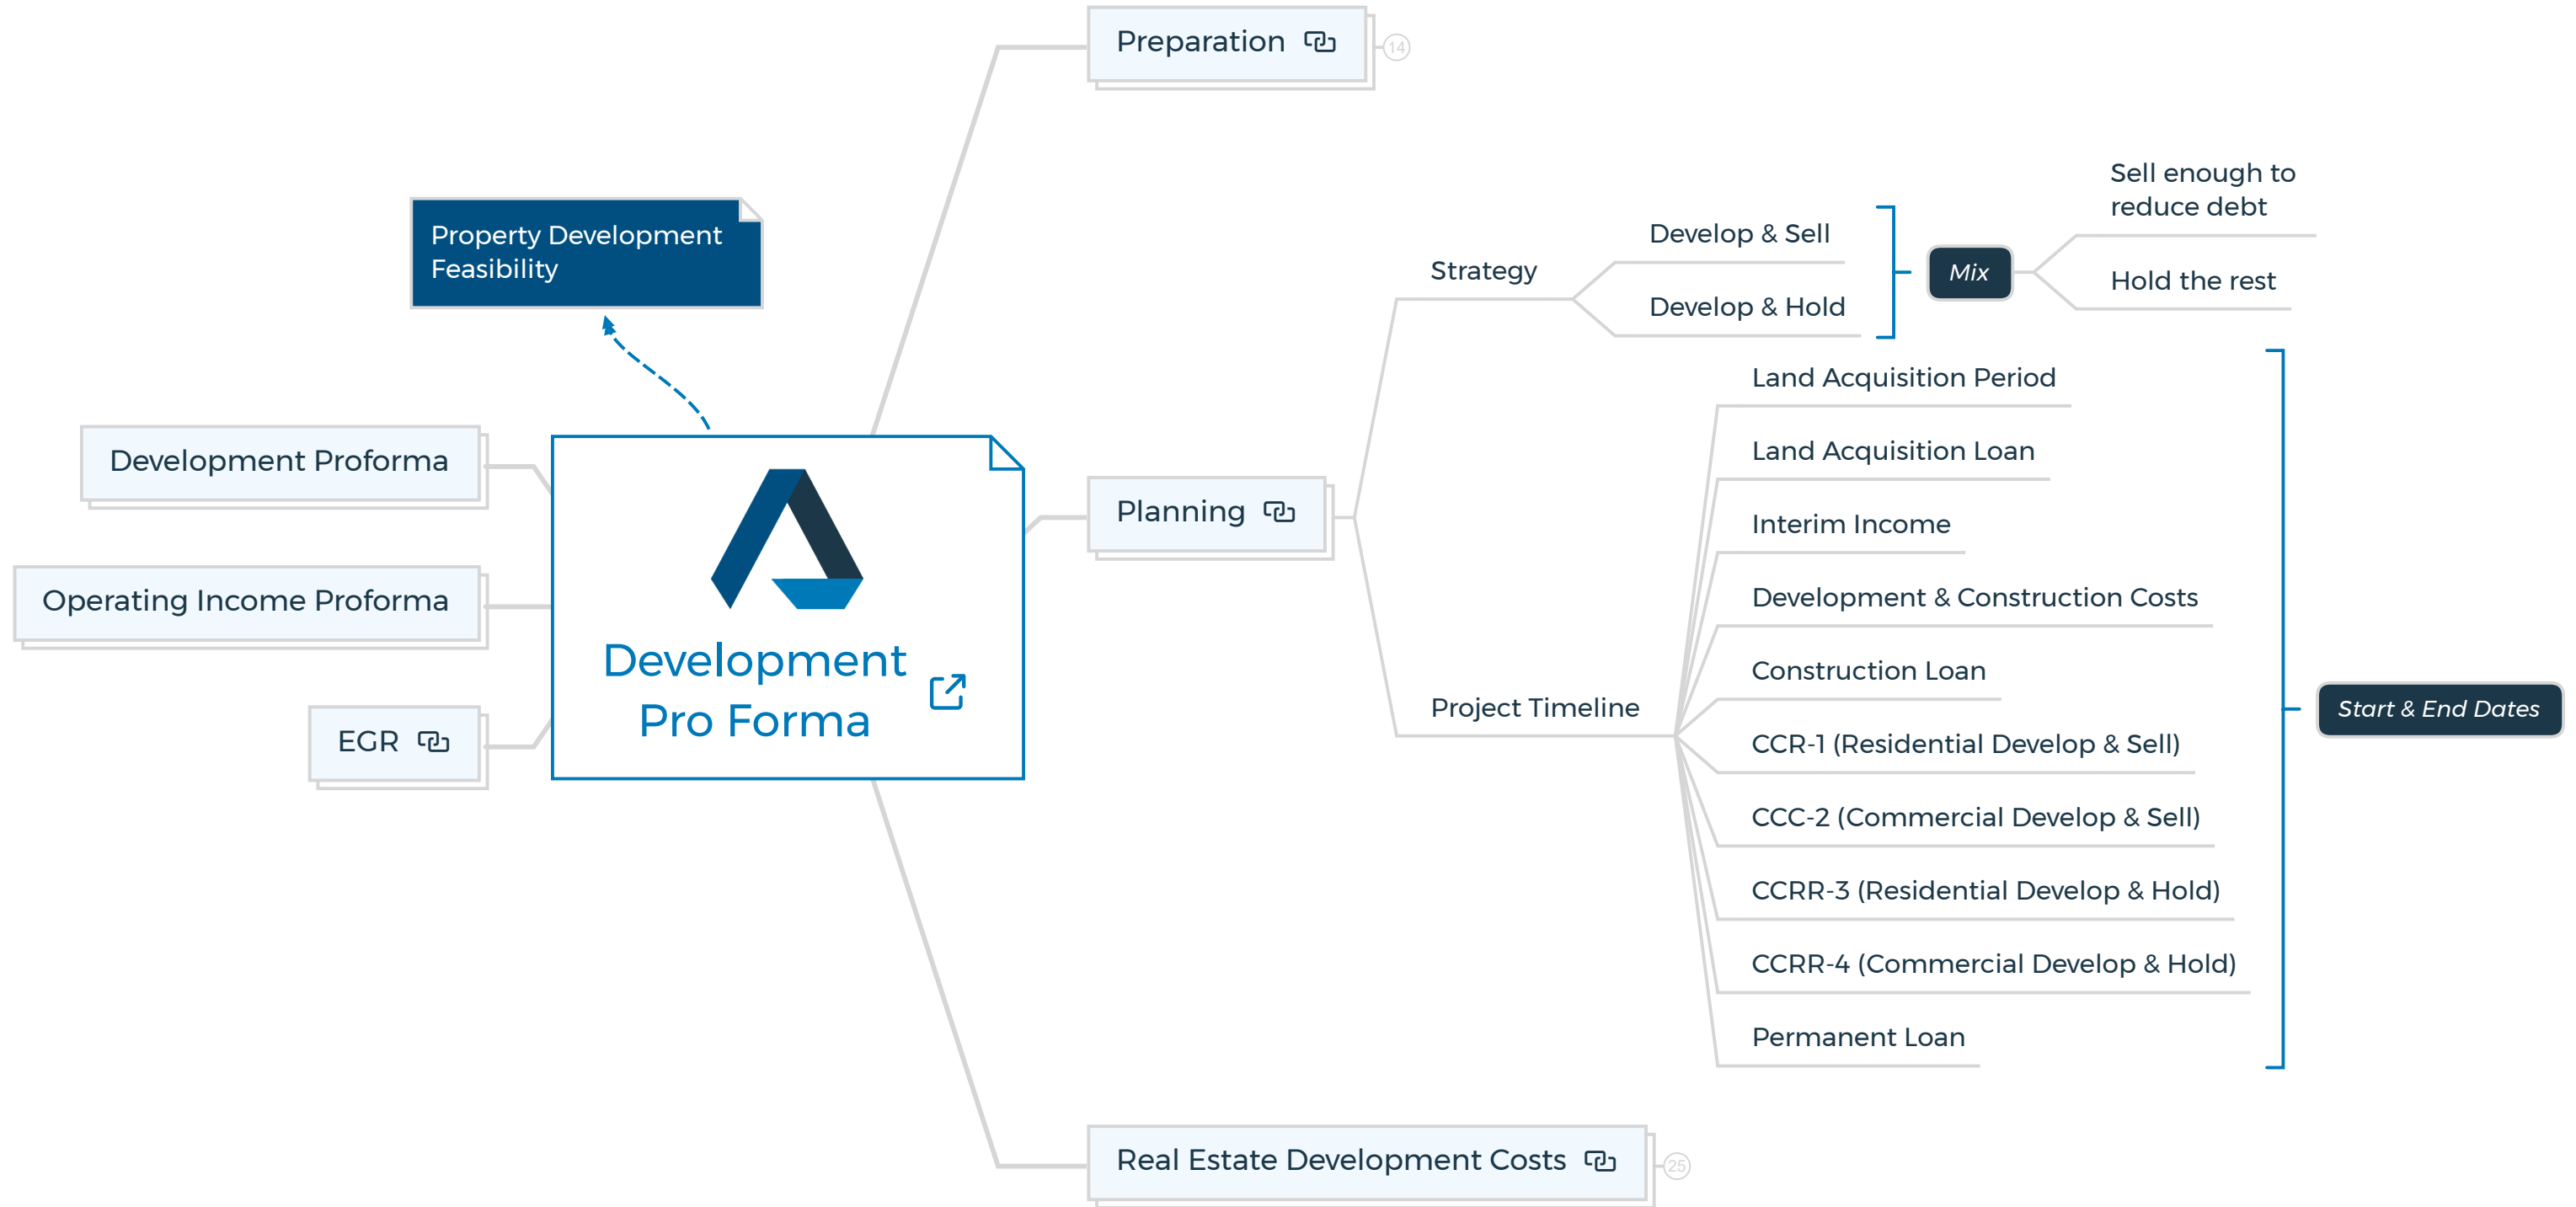 Preparation
14
Property Development
Feasibility
Development Proforma
Operating Income Proforma
EGR
Development
Pro Forma
Planning
Strategy
Develop & Sell
Develop & Hold
Mix
Sell enough to
reduce debt
Hold the rest
Project Timeline
Land Acquisition Period
Land Acquisition Loan
Interim Income
Development & Construction Costs
Construction Loan
CCR-1 (Residential Develop & Sell)
CCC-2 (Commercial Develop & Sell)
CCRR-3 (Residential Develop & Hold)
CCRR-4 (Commercial Develop & Hold)
Permanent Loan
Start & End Dates
Real Estate Development Costs
25